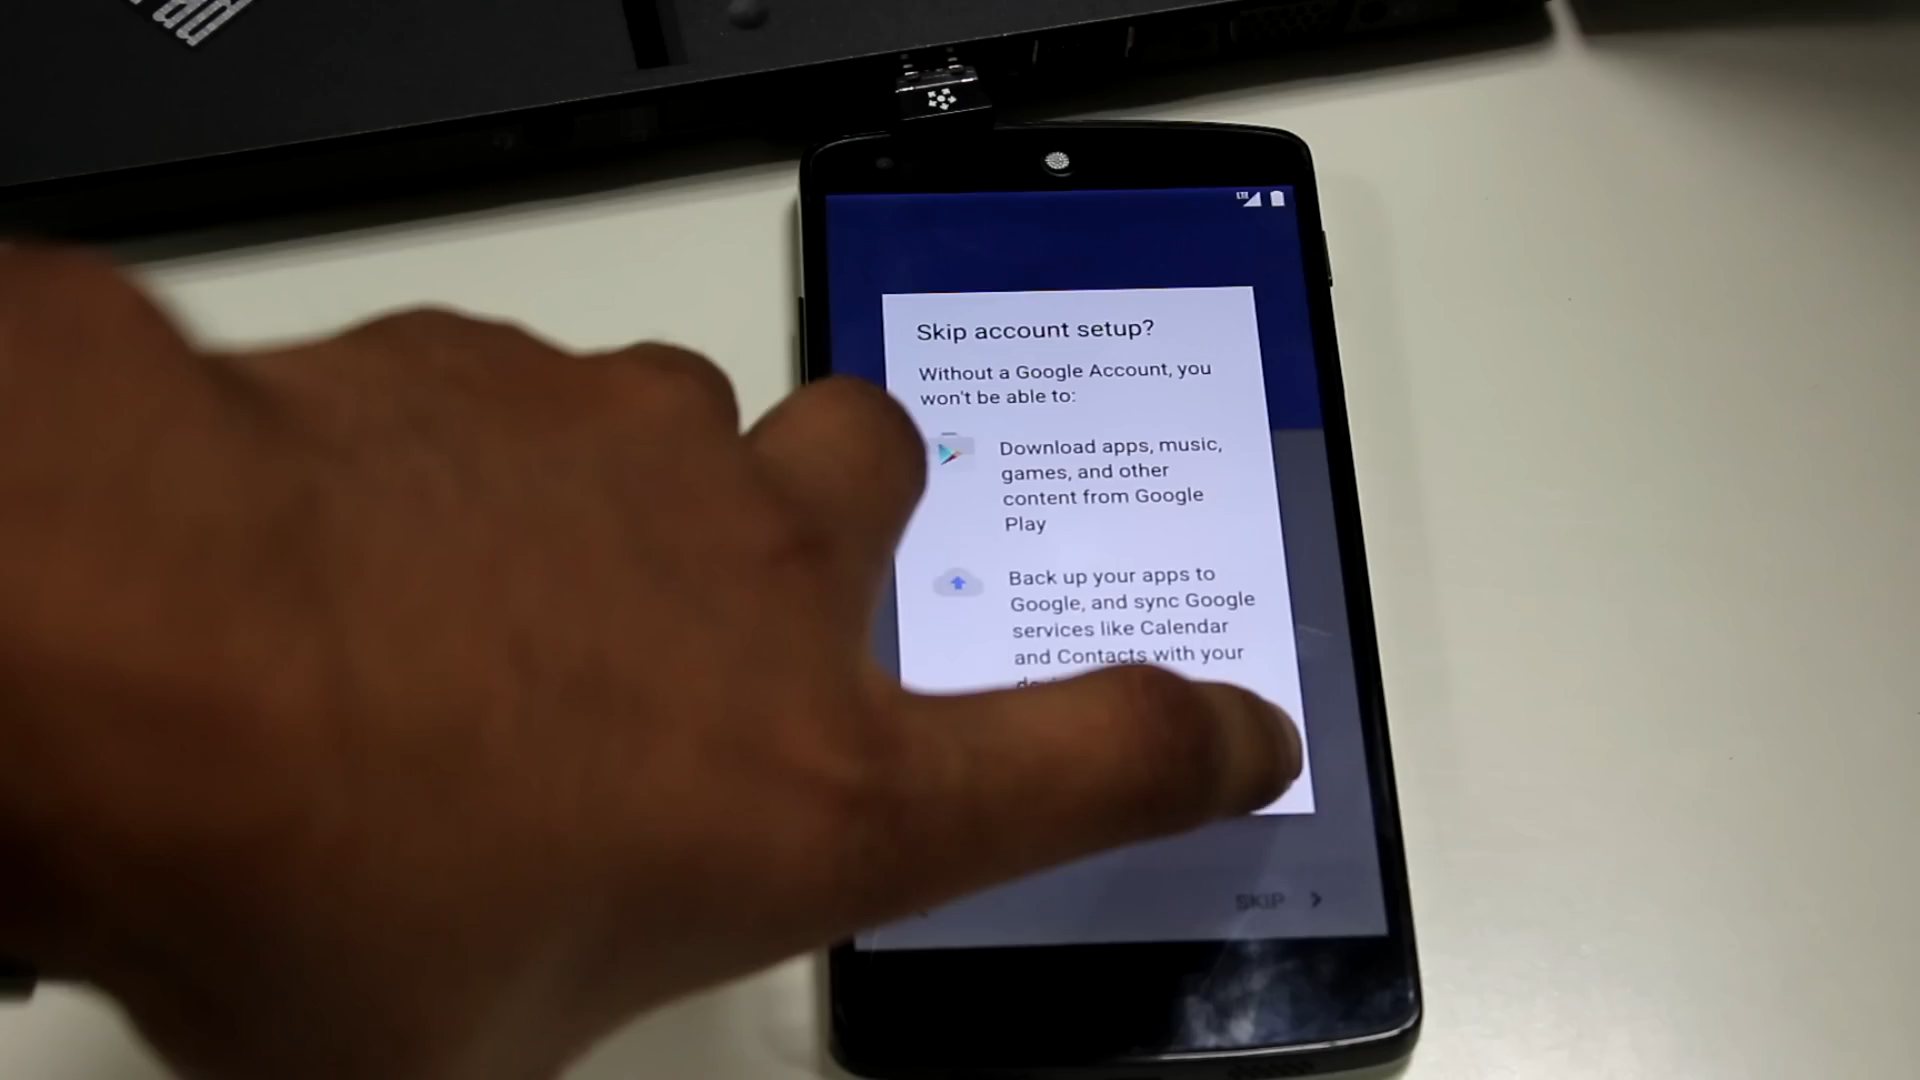 LTE
Skip account setup?
Without a Google Account, you
won't be able to:
Download apps, music,
games, and other
content from Google
Play
Back up your apps to
Google, and sync Google
services like Calendar
and Contacts with your
SKIP